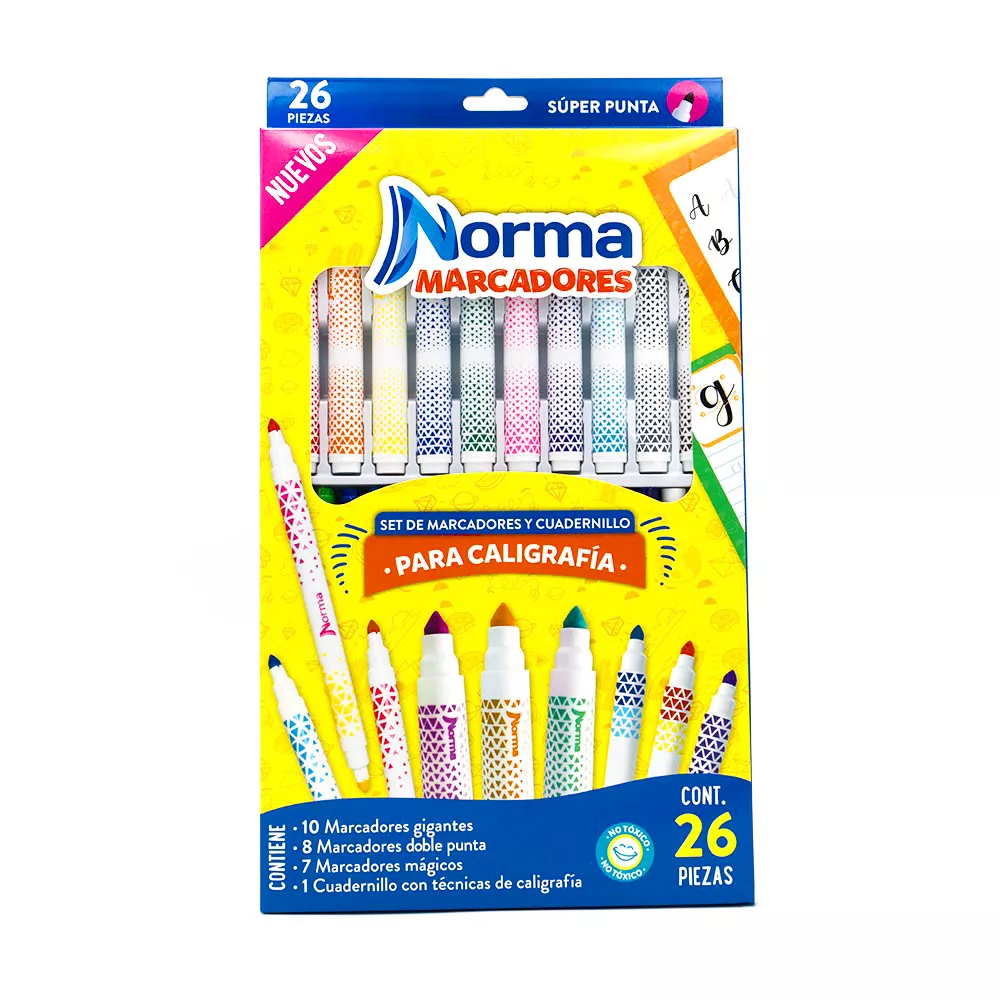 26
PIEZAS
SÚPER PUNTA
NUEVOS
Norma
MARCADORES
A
B
g
SET DE MARCADORES Y CUADERNILLO
• PARA CALIGRAFÍA •
Norma
Norma
Norma
Norma
CONTIENE
• 10 Marcadores gigantes
• 8 Marcadores doble punta
• 7 Marcadores mágicos
• 1 Cuadernillo con técnicas de caligrafía
• NO TÓXICO •
NO TÓXICO
CONT.
26
PIEZAS